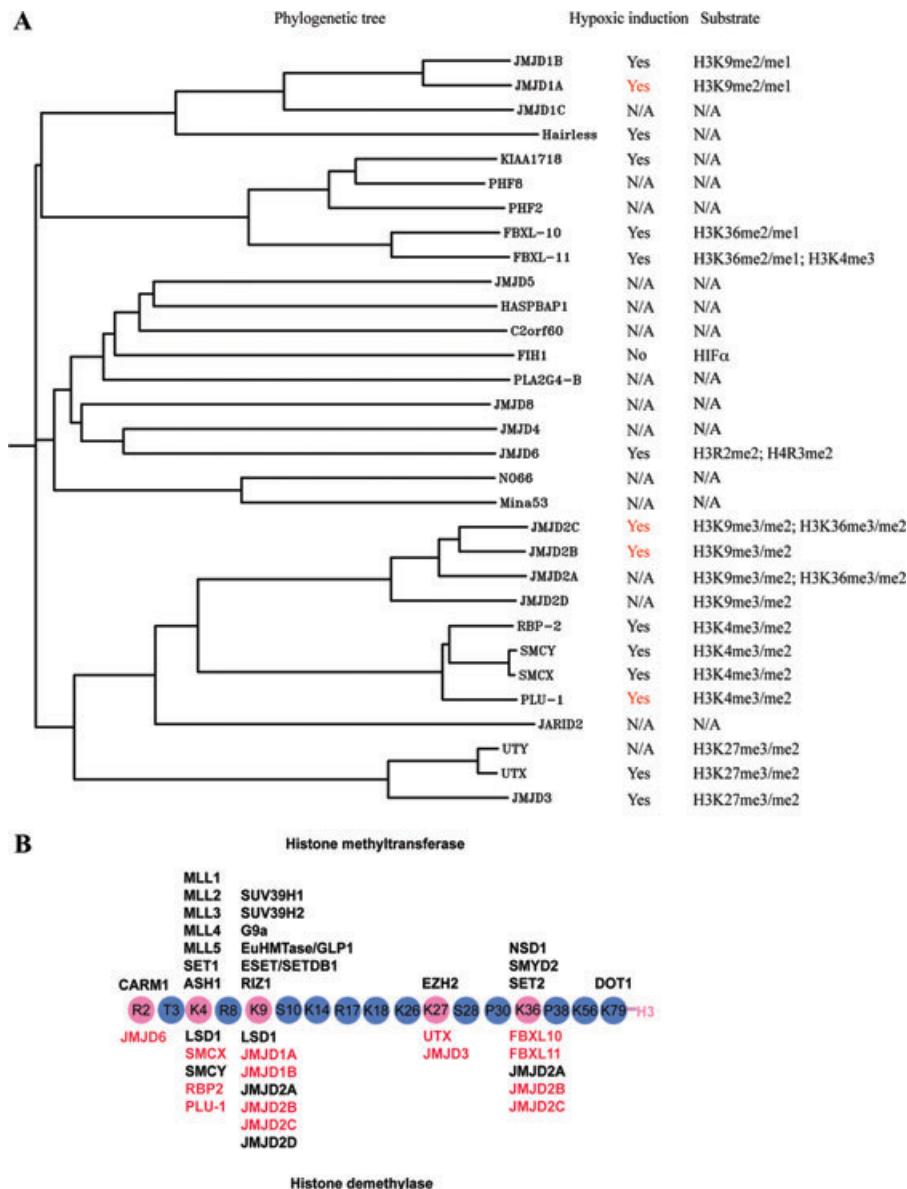 A
Phylogenetic tree Hypoxic induction Substrate
JMJD1B Yes H3K9me2/me1
JMJD1A Yes H3K9me2/me1
JMJD1C N/A N/A
Hairless Yes N/A
KIAA1718 Yes N/A
PHF8 N/A N/A
PHF2 N/A N/A
FBXL-10 Yes H3K36me2/me1
FBXL-11 Yes H3K36me2/me1; H3K4me3
JMJD5 N/A N/A
HASPBAP1 N/A N/A
C2orf60 N/A N/A
FIH1 No HIFα
PLA2G4-B N/A N/A
JMJD8 N/A N/A
JMJD4 N/A N/A
JMJD6 Yes H3R2me2; H4R3me2
NO66 N/A N/A
Mina53 N/A N/A
JMJD2C Yes H3K9me3/me2; H3K36me3/me2
JMJD2B Yes H3K9me3/me2
JMJD2A N/A H3K9me3/me2; H3K36me3/me2
JMJD2D N/A H3K9me3/me2
RBP-2 Yes H3K4me3/me2
SMCY Yes H3K4me3/me2
SMCX Yes H3K4me3/me2
PLU-1 Yes H3K4me3/me2
JARID2 N/A N/A
UTY N/A H3K27me3/me2
UTX Yes H3K27me3/me2
JMJD3 Yes H3K27me3/me2
B
Histone methyltransferase
MLL1
MLL2 SUV39H1
MLL3 SUV39H2
MLL4 G9a NSD1
MLL5 EuHMTase/GLP1 SMYD2
SET1 ESET/SETDB1
CARM1 ASH1 RIZ1 EZH2 SET2 DOT1
R2 T3 K4 R8 K9 S10 K14 R17 K18 K26 K27 S28 P30 K36 P38 K56 K79 H3
JMJD6 LSD1 LSD1 UTX FBXL10
SMCX JMJD1A JMJD3 FBXL11
SMCY JMJD1B JMJD2A
RBP2 JMJD2A JMJD2B
PLU-1 JMJD2B JMJD2C
JMJD2C
JMJD2D
Histone demethylase